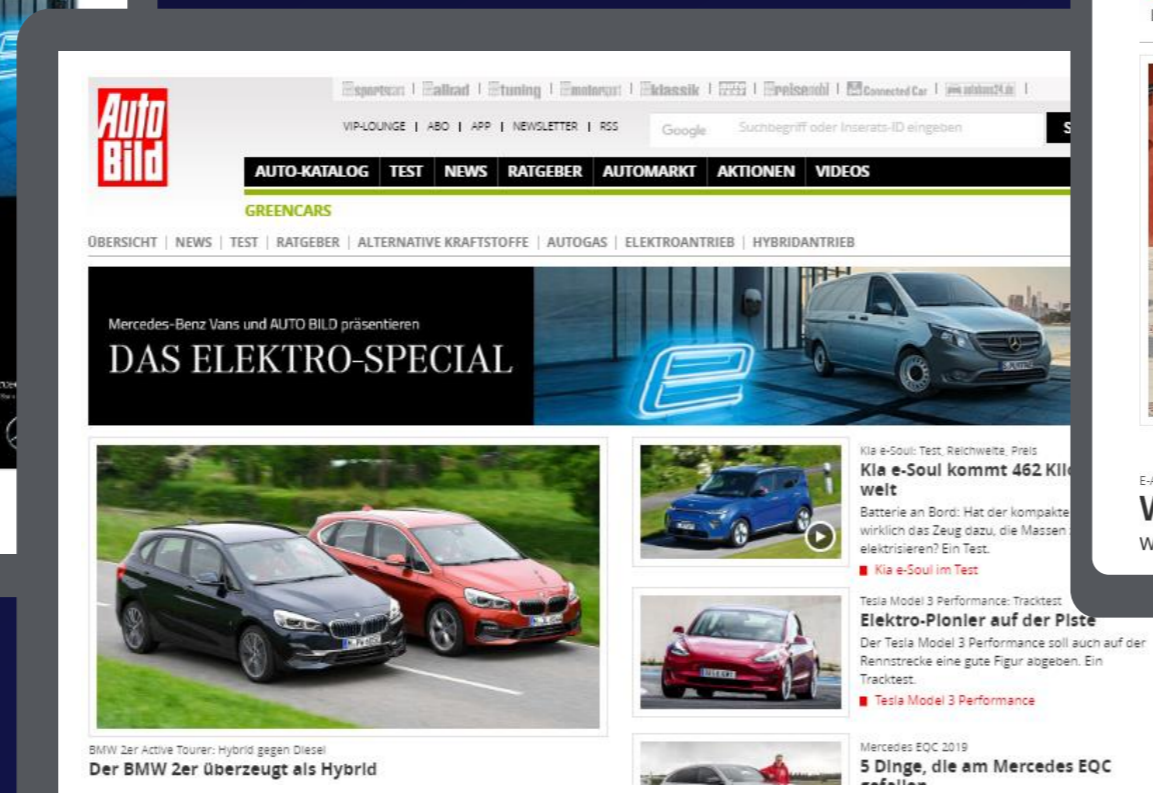 Auto
Bild
sportscars | allrad | tuning | motorsport | klassik | | reisemobil | Connected Car | autohaus24.de |
VIP-LOUNGE | ABO | APP | NEWSLETTER | RSS
Google Suchbegriff oder Inserats-ID eingeben S
AUTO-KATALOG TEST NEWS RATGEBER AUTOMARKT AKTIONEN VIDEOS
GREENCARS
ÜBERSICHT | NEWS | TEST | RATGEBER | ALTERNATIVE KRAFTSTOFFE | AUTOGAS | ELEKTROANTRIEB | HYBRIDANTRIEB
Mercedes-Benz Vans und AUTO BILD präsentieren
DAS ELEKTRO-SPECIAL
BMW 2er Active Tourer: Hybrid gegen Diesel
Der BMW 2er überzeugt als Hybrid
Kia e-Soul: Test, Reichweite, Preis
Kia e-Soul kommt 462 Kilo
weit
Batterie an Bord: Hat der kompakte
wirklich das Zeug dazu, die Massen
elektrisieren? Ein Test.
Kia e-Soul im Test
Tesla Model 3 Performance: Tracktest
Elektro-Pionier auf der Piste
Der Tesla Model 3 Performance soll auch auf der
Rennstrecke eine gute Figur abgeben. Ein
Tracktest.
Tesla Model 3 Performance
Mercedes EQC 2019
5 Dinge, die am Mercedes EQC
gefallen